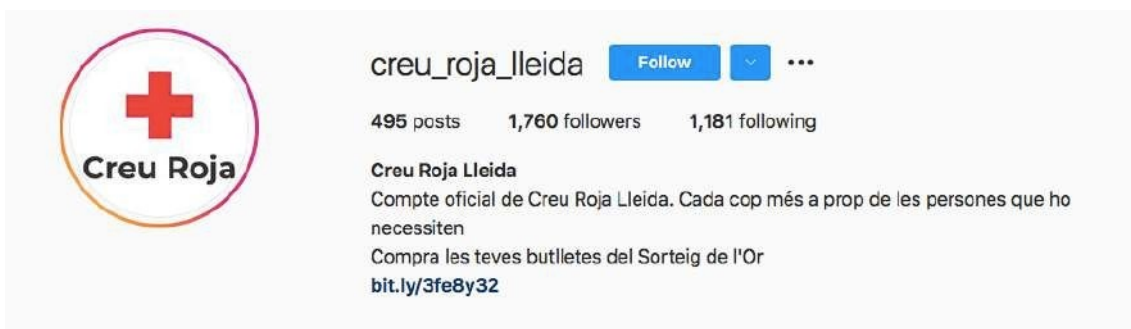 Creu Roja
creu_roja_lleida Follow
495 posts 1,760 followers 1,181 following
Creu Roja Lleida
Compte oficial de Creu Roja Lleida. Cada cop més a prop de les persones que ho
necessiten
Compra les teves butlletes del Sorteig de l'Or
bit.ly/3fe8y32